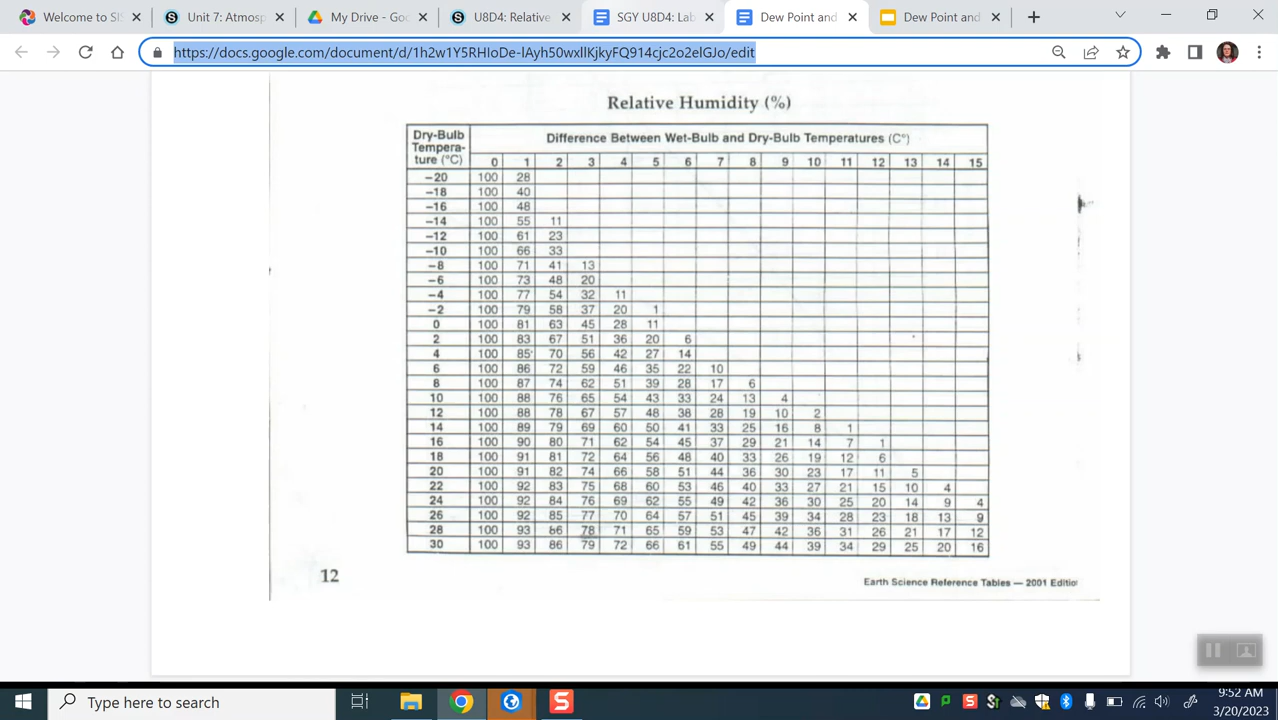 Welcome to SI
Unit 7: Atmosp
My Drive - Goo
U8D4: Relative
SGY U8D4: Lab
Dew Point and
Dew Point and
Relative Humidity (%)
Dry-Bulb Tempera- ture (°C) Difference Between Wet-Bulb and Dry-Bulb Temperatures (C°)
0 1 2 3 4 5 6 7 8 9 10 11 12 13 14 15
−20 100 28
−18 100 40
−16 100 48
−14 100 55 11
−12 100 61 23
−10 100 66 33
−8 100 71 41 13
−6 100 73 48 20
−4 100 77 54 32 11
−2 100 79 58 37 20 1
0 100 81 63 45 28 11
2 100 83 67 51 36 20 6
4 100 85 70 56 42 27 14
6 100 86 72 59 46 35 22 10
8 100 87 74 62 51 39 28 17 6
10 100 88 76 65 54 43 33 24 13 4
12 100 88 78 67 57 48 38 28 19 10 2
14 100 89 79 69 60 50 41 33 25 16 8 1
16 100 90 80 71 62 54 45 37 29 21 14 7 1
18 100 91 81 72 64 56 48 40 33 26 19 12 6
20 100 91 82 74 66 58 51 44 36 30 23 17 11 5
22 100 92 83 75 68 60 53 46 40 33 27 21 15 10 4
24 100 92 84 76 69 62 55 49 42 36 30 25 20 14 9 4
26 100 92 85 77 70 64 57 51 45 39 34 28 23 18 13 9
28 100 93 86 78 71 65 59 53 47 42 36 31 26 21 17 12
30 100 93 86 79 72 66 61 55 49 44 39 34 29 25 20 16
12
Earth Science Reference Tables — 2001 Editio
Type here to search
9:52 AM
3/20/2023